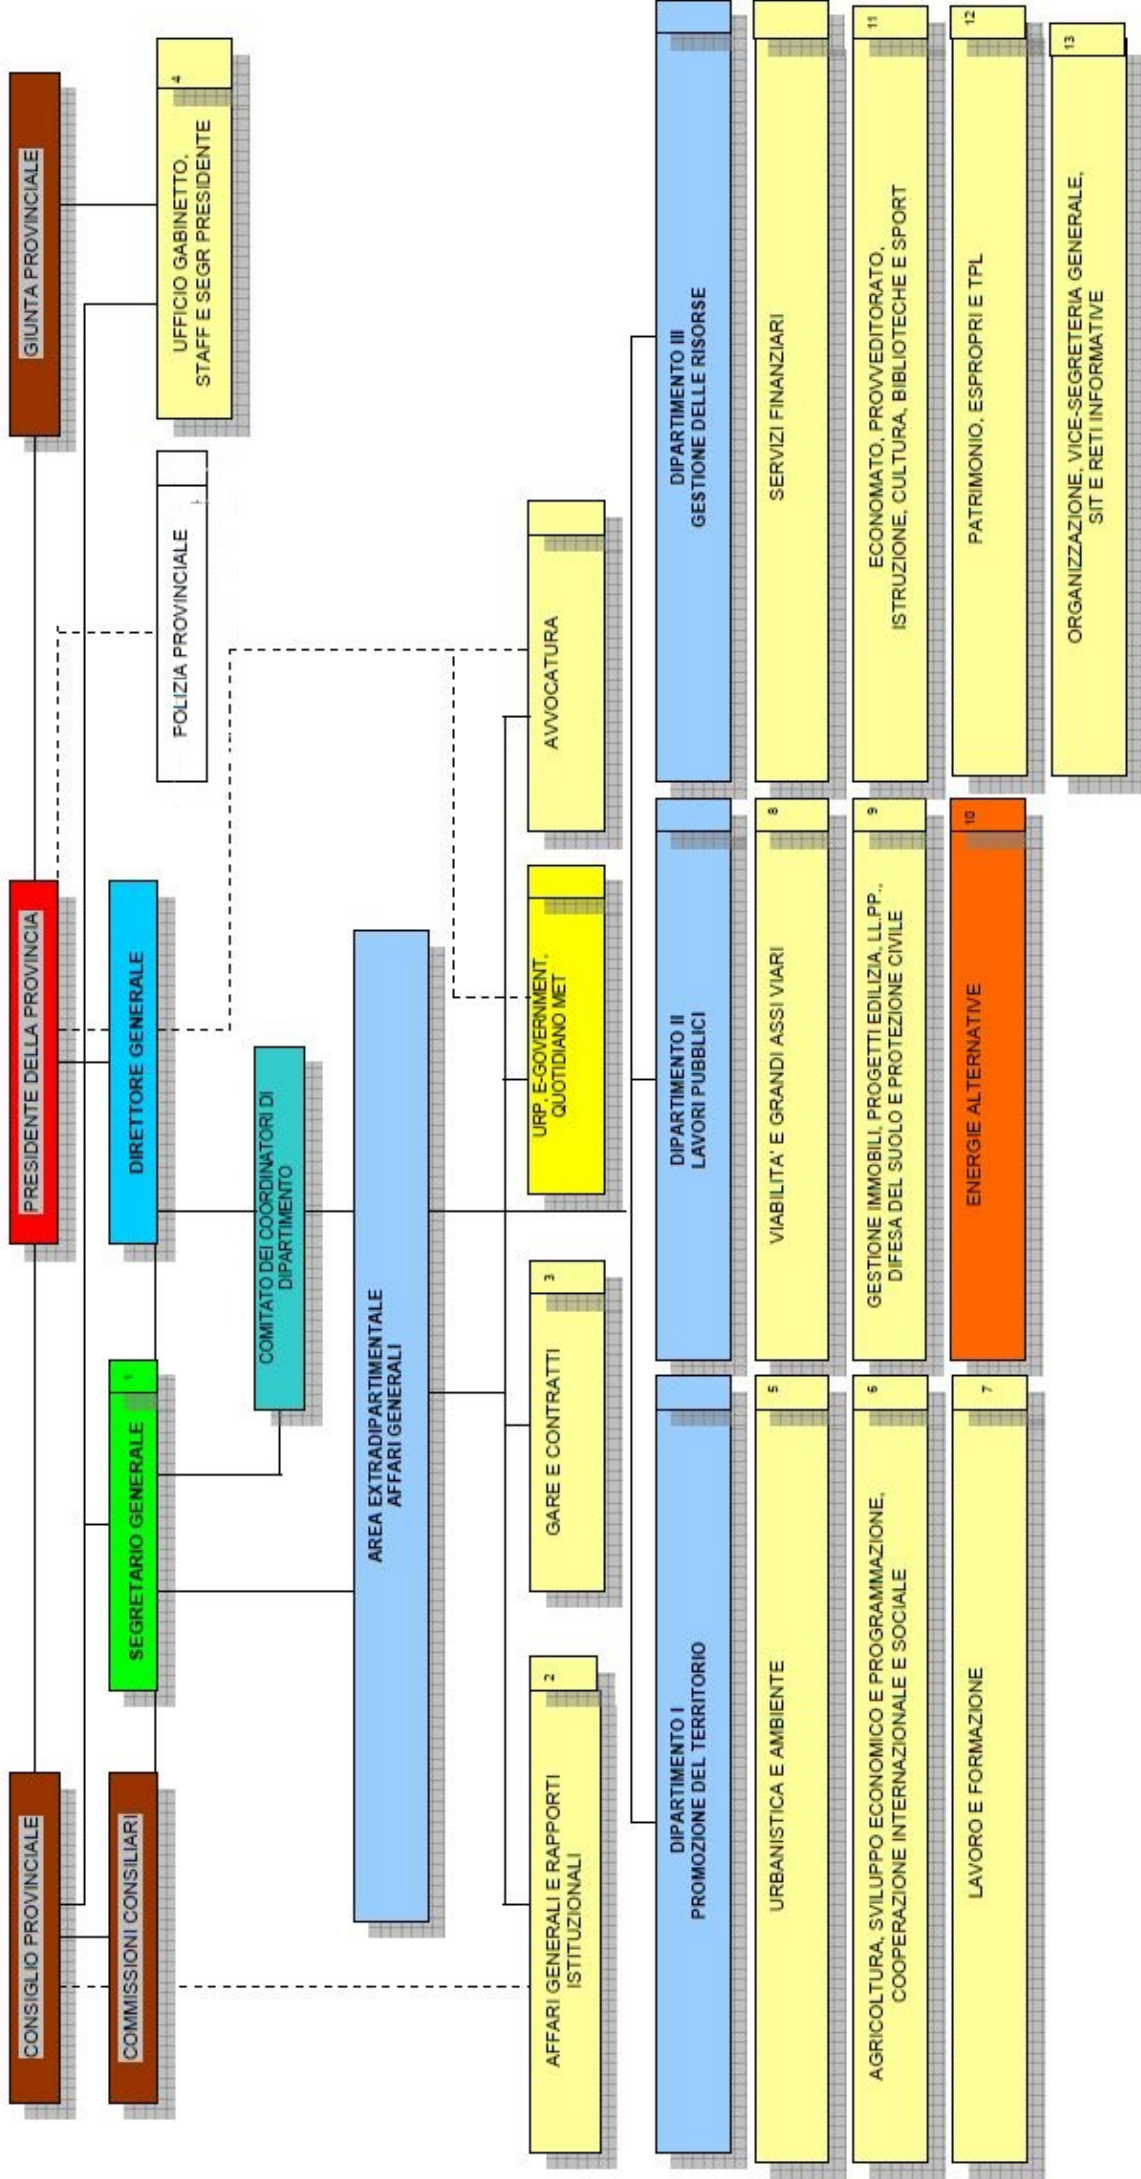 CONSIGLIO PROVINCIALE
PRESIDENTE DELLA PROVINCIA
GIUNTA PROVINCIALE
COMMISSIONI CONSILIARI
SEGRETARIO GENERALE
1
DIRETTORE GENERALE
POLIZIA PROVINCIALE
UFFICIO GABINETTO,
STAFF E SEGR PRESIDENTE
4
COMITATO DEI COORDINATORI DI
DIPARTIMENTO
AREA EXTRADIPARTIMENTALE
AFFARI GENERALI
AFFARI GENERALI E RAPPORTI
ISTITUZIONALI
2
GARE E CONTRATTI
3
URP, E-GOVERNMENT,
QUOTIDIANO MET
AVVOCATURA
DIPARTIMENTO I
PROMOZIONE DEL TERRITORIO
URBANISTICA E AMBIENTE
5
AGRICOLTURA, SVILUPPO ECONOMICO E PROGRAMMAZIONE,
COOPERAZIONE INTERNAZIONALE E SOCIALE
6
LAVORO E FORMAZIONE
7
DIPARTIMENTO II
LAVORI PUBBLICI
VIABILITA' E GRANDI ASSI VIARI
8
GESTIONE IMMOBILI, PROGETTI EDILIZIA, LL.PP.,
DIFESA DEL SUOLO E PROTEZIONE CIVILE
9
ENERGIE ALTERNATIVE
10
DIPARTIMENTO III
GESTIONE DELLE RISORSE
SERVIZI FINANZIARI
ECONOMATO, PROVVEDITORATO,
ISTRUZIONE, CULTURA, BIBLIOTECHE E SPORT
11
PATRIMONIO, ESPROPRI E TPL
12
ORGANIZZAZIONE, VICE-SEGRETERIA GENERALE,
SIT E RETI INFORMATIVE
13